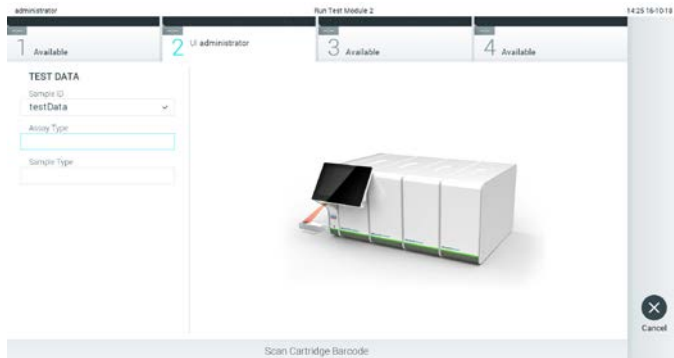 administrator
Run Test Module 2
14:25 16-10-18
1 Available
2 UI administrator
3 Available
4 Available
TEST DATA
Sample ID
testData
Assay Type
Sample Type
Cancel
Scan Cartridge Barcode